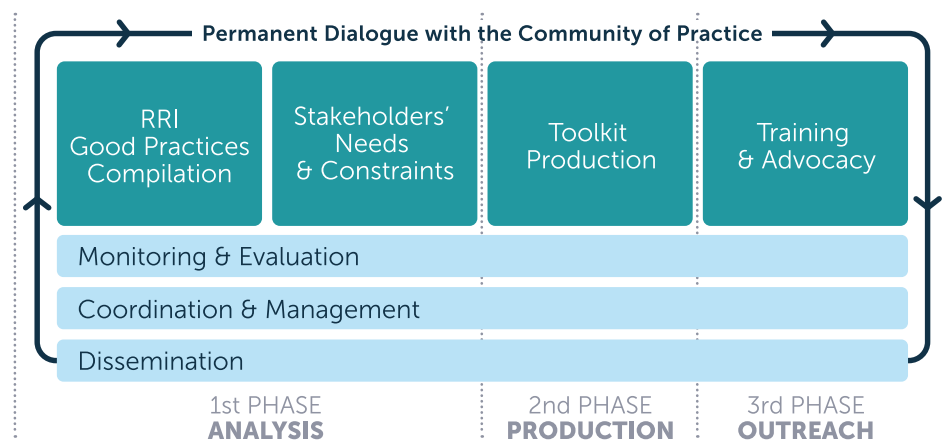 Permanent Dialogue with the Community of Practice
RRI
Good Practices
Compilation
Stakeholders’
Needs
& Constraints
Toolkit
Production
Training
& Advocacy
Monitoring & Evaluation
Coordination & Management
Dissemination
1st PHASE
ANALYSIS
2nd PHASE
PRODUCTION
3rd PHASE
OUTREACH